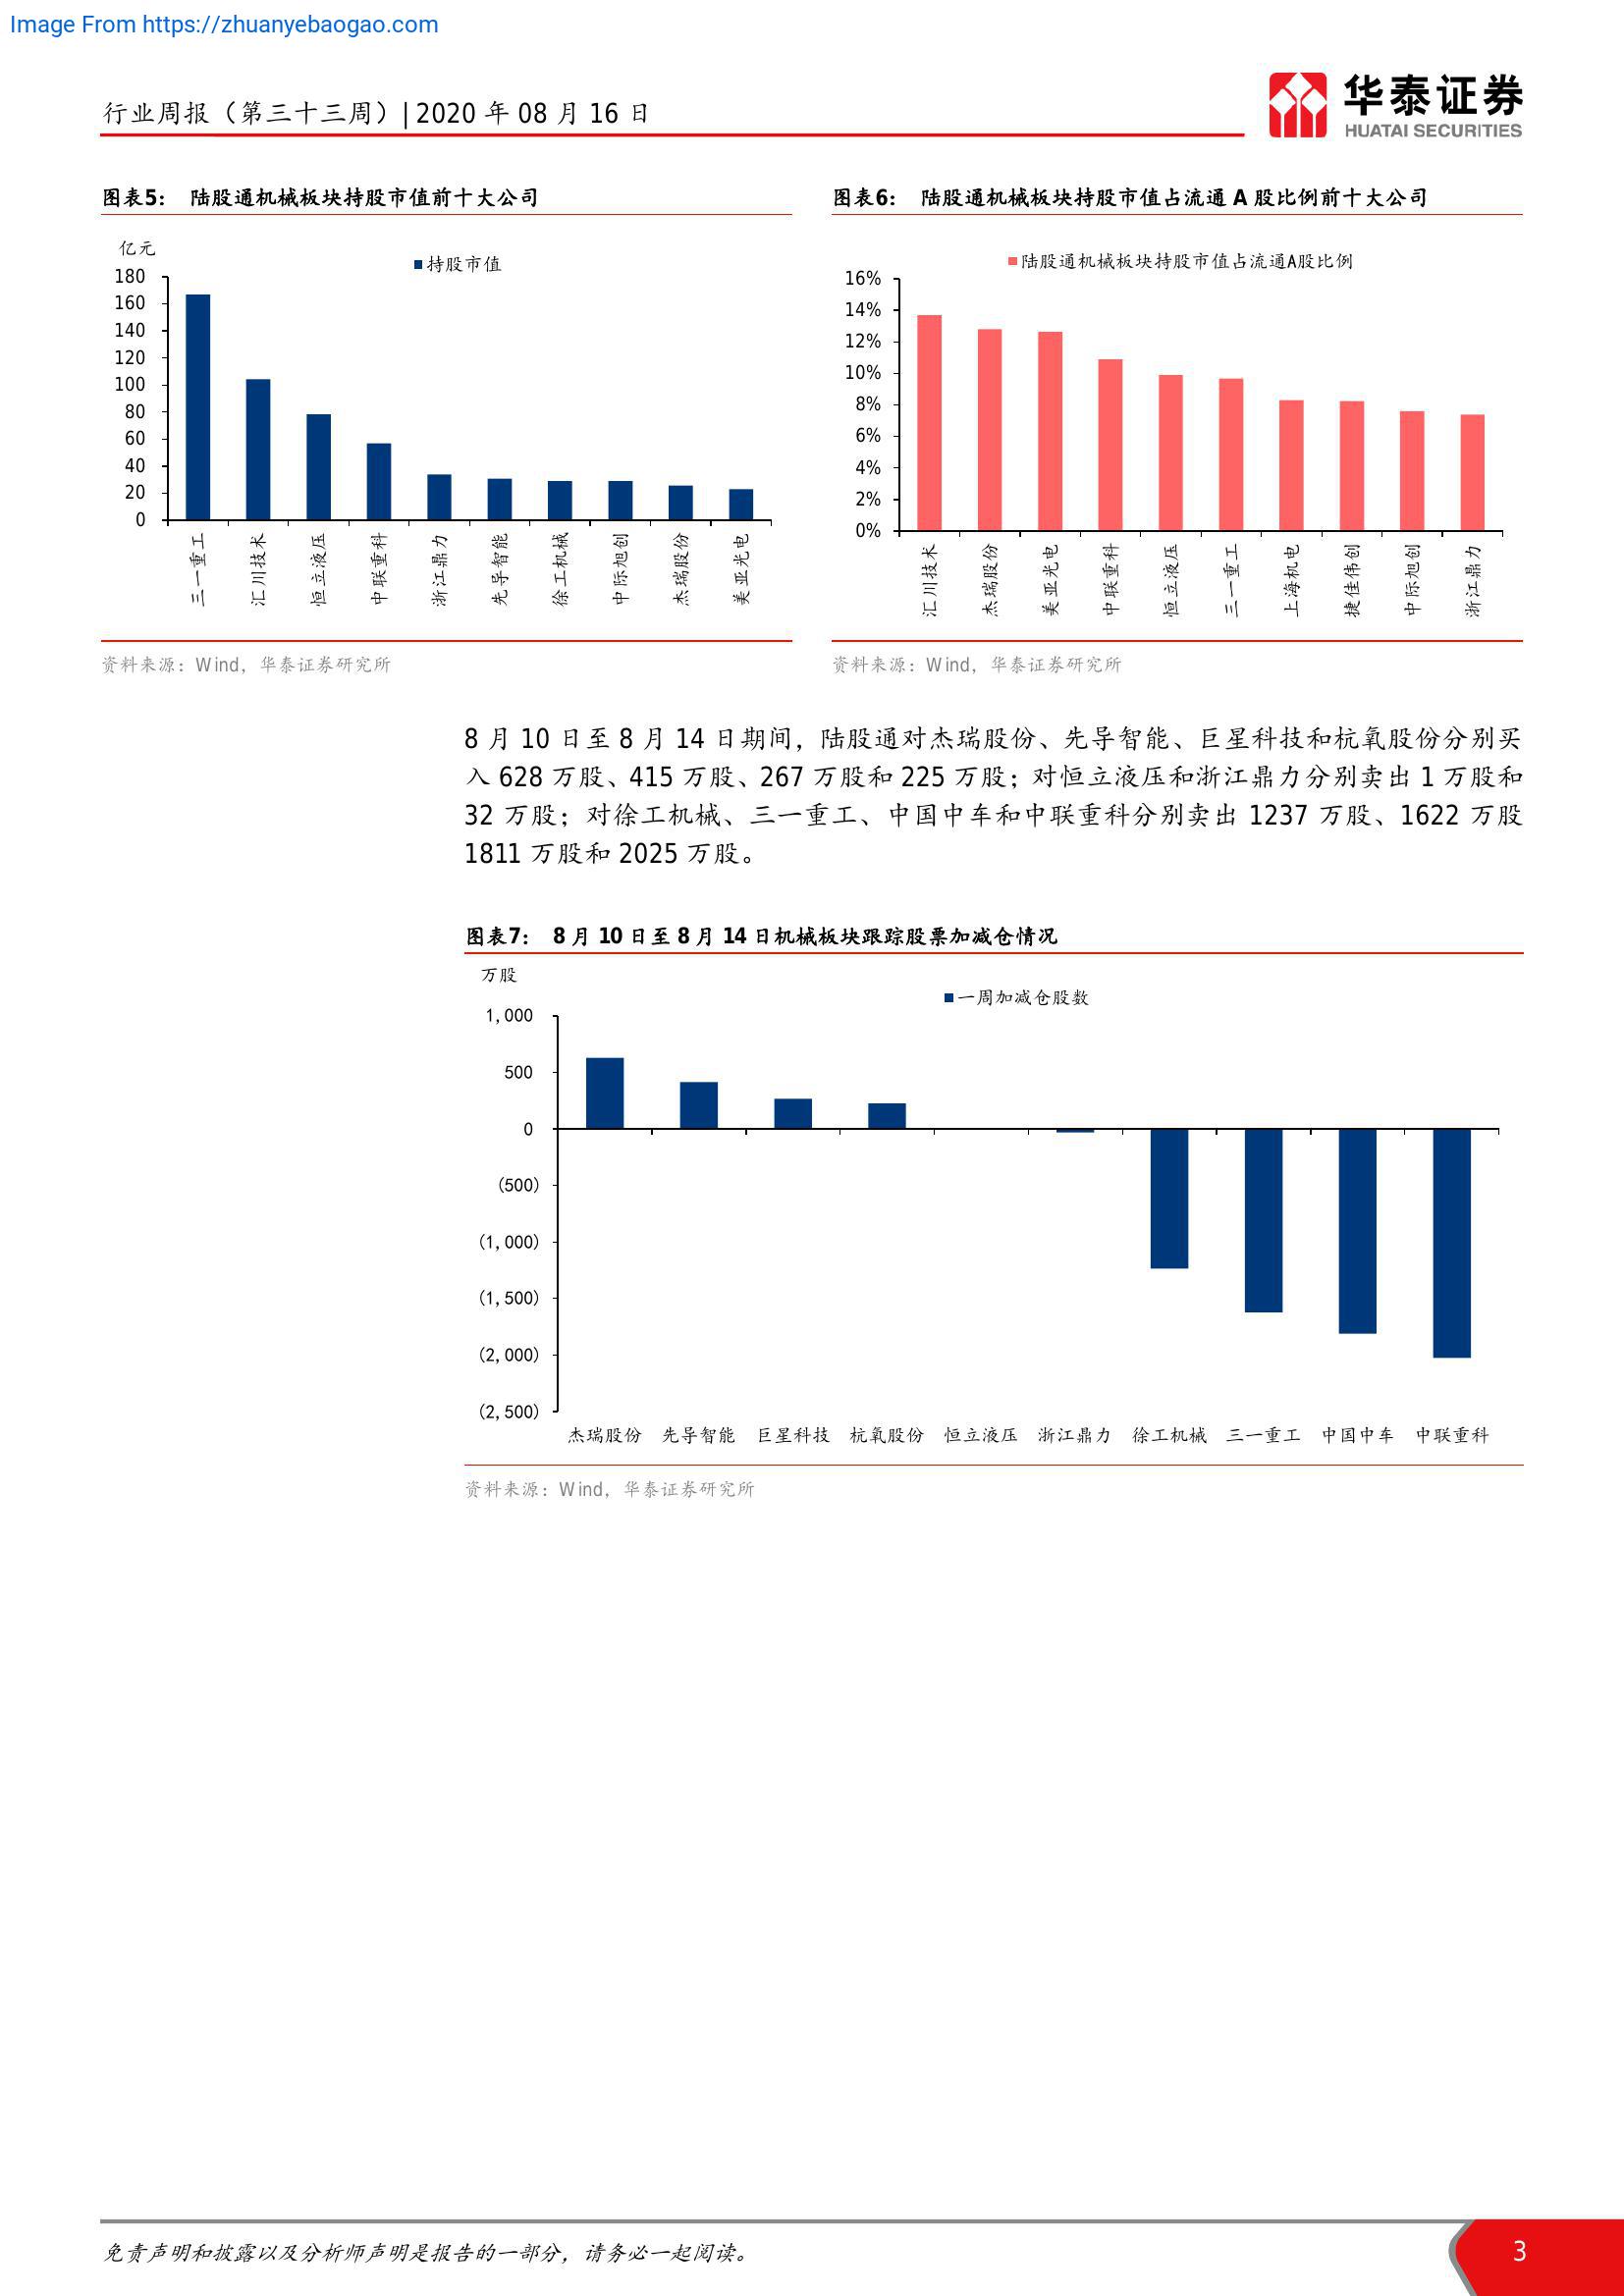 Image From https://zhuanyebaogao.com
行业周报（第三十三周）| 2020 年 08 月 16 日
华泰证券
HUATAI SECURITIES
图表5： 陆股通机械板块持股市值前十大公司
亿元
持股市值
180
160
140
120
100
80
60
40
20
0
三一重工
汇川技术
恒立液压
中联重科
浙江鼎力
先导智能
徐工机械
中际旭创
杰瑞股份
美亚光电
资料来源：Wind，华泰证券研究所
图表6： 陆股通机械板块持股市值占流通 A 股比例前十大公司
陆股通机械板块持股市值占流通A股比例
16%
14%
12%
10%
8%
6%
4%
2%
0%
汇川技术
杰瑞股份
美亚光电
中联重科
恒立液压
三一重工
上海机电
捷佳伟创
中际旭创
浙江鼎力
资料来源：Wind，华泰证券研究所
8 月 10 日至 8 月 14 日期间，陆股通对杰瑞股份、先导智能、巨星科技和杭氧股份分别买
入 628 万股、415 万股、267 万股和 225 万股；对恒立液压和浙江鼎力分别卖出 1 万股和
32 万股；对徐工机械、三一重工、中国中车和中联重科分别卖出 1237 万股、1622 万股
1811 万股和 2025 万股。
图表7： 8 月 10 日至 8 月 14 日机械板块跟踪股票加减仓情况
万股
一周加减仓股数
1,000
500
0
(500)
(1,000)
(1,500)
(2,000)
(2,500)
杰瑞股份 先导智能 巨星科技 杭氧股份 恒立液压 浙江鼎力 徐工机械 三一重工 中国中车 中联重科
资料来源：Wind，华泰证券研究所
免责声明和披露以及分析师声明是报告的一部分，请务必一起阅读。
3